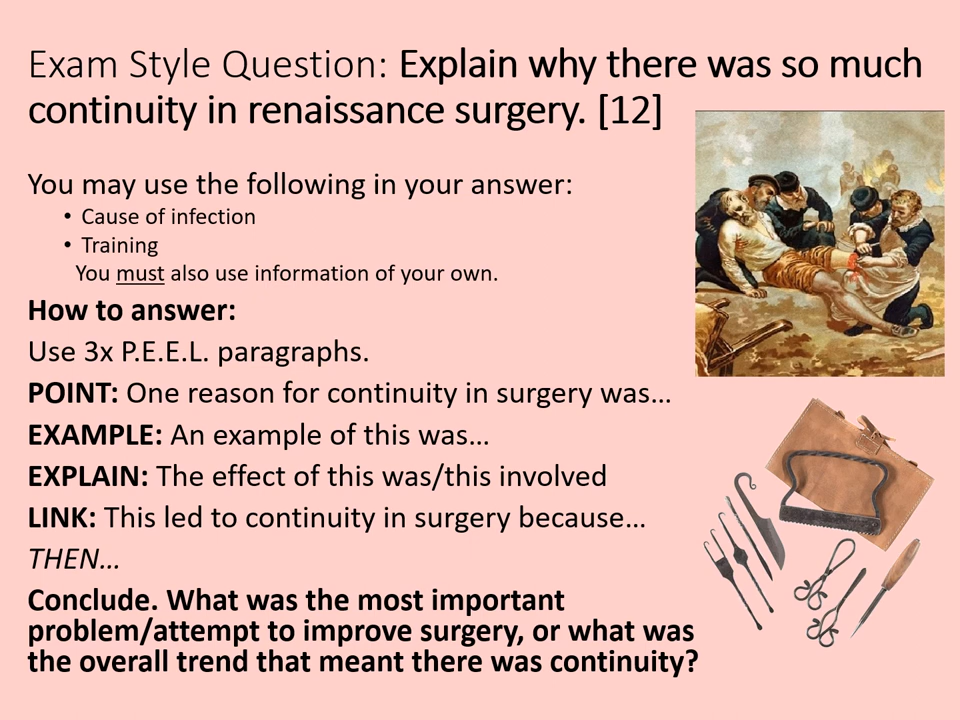 Exam Style Question: Explain why there was so much
continuity in renaissance surgery. [12]
You may use the following in your answer:
• Cause of infection
• Training
You must also use information of your own.
How to answer:
Use 3x P.E.E.L. paragraphs.
POINT: One reason for continuity in surgery was…
EXAMPLE: An example of this was…
EXPLAIN: The effect of this was/this involved
LINK: This led to continuity in surgery because…
THEN…
Conclude. What was the most important
problem/attempt to improve surgery, or what was
the overall trend that meant there was continuity?